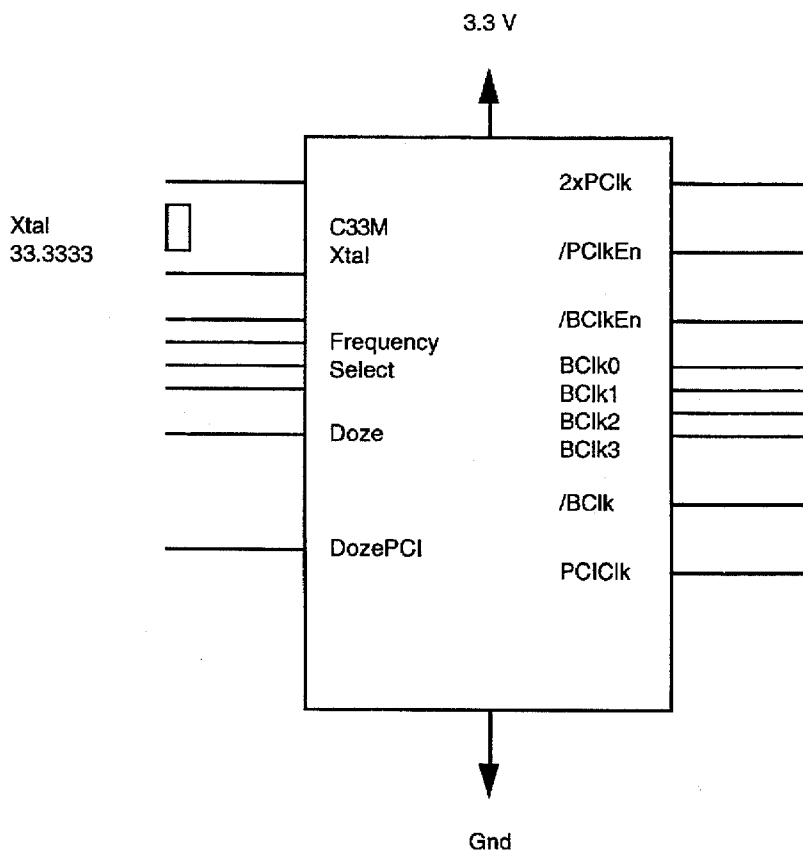 3.3 V
Xtal
33.3333
C33M
Xtal
Frequency
Select
Doze
DozePCI
2xPClk
/PClkEn
/BClkEn
BClk0
BClk1
BClk2
BClk3
/BClk
PCIClk
Gnd